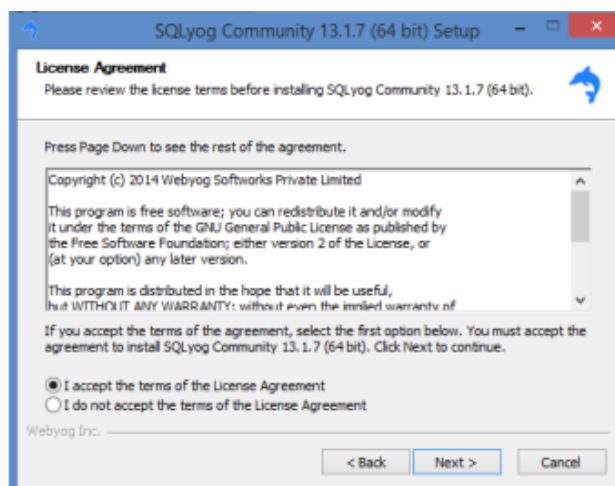 SQLyog Community 13.1.7 (64 bit) Setup
License Agreement
Please review the license terms before installing SQLyog Community 13.1.7 (64 bit).
Press Page Down to see the rest of the agreement.
Copyright (c) 2014 Webyog Softworks Private Limited
This program is free software; you can redistribute it and/or modify
it under the terms of the GNU General Public License as published by
the Free Software Foundation; either version 2 of the License, or
(at your option) any later version.
This program is distributed in the hope that it will be useful,
but WITHOUT ANY WARRANTY; without even the implied warranty of
If you accept the terms of the agreement, select the first option below. You must accept the
agreement to install SQLyog Community 13.1.7 (64 bit). Click Next to continue.
I accept the terms of the License Agreement
I do not accept the terms of the License Agreement
Webyog Inc.
< Back Next > Cancel